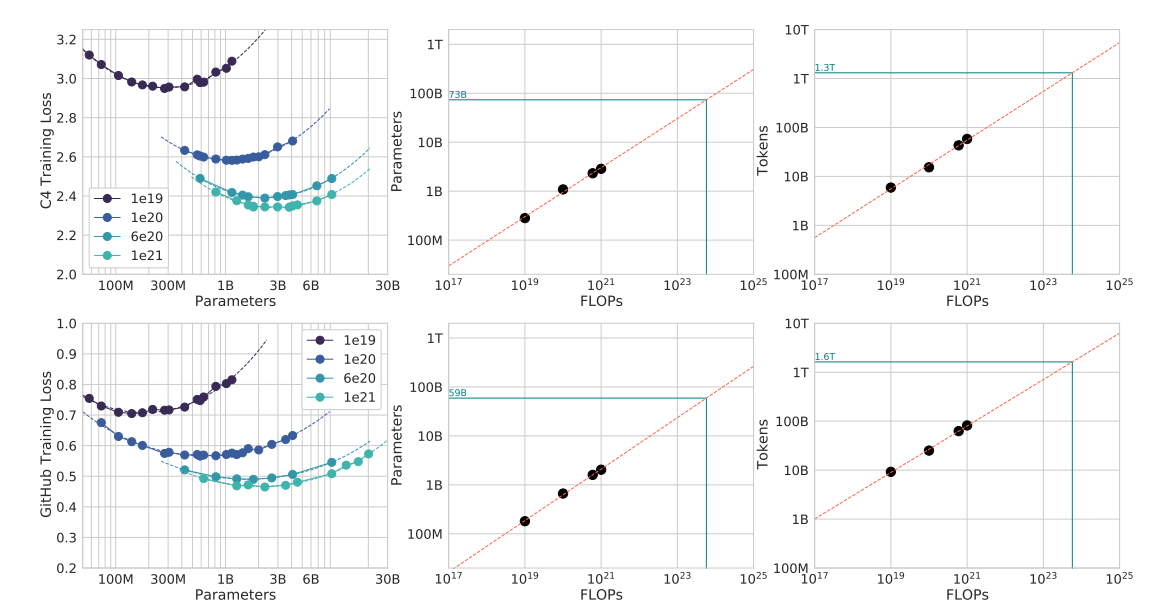 3.2
3.0
2.8
2.6
2.4
2.2
2.0
C4 Training Loss
1e19
1e20
6e20
1e21
100M 300M 1B 3B 6B 30B
Parameters
1T
100B
10B
1B
100M
Parameters
73B
10^17 10^19 10^21 10^23 10^25
FLOPs
10T
1T
100B
10B
1B
100M
Tokens
1.3T
10^17 10^19 10^21 10^23 10^25
FLOPs
1.0
0.9
0.8
0.7
0.6
0.5
0.4
0.3
0.2
GitHub Training Loss
1e19
1e20
6e20
1e21
100M 300M 1B 3B 6B 30B
Parameters
1T
100B
10B
1B
100M
Parameters
59B
10^17 10^19 10^21 10^23 10^25
FLOPs
10T
1T
100B
10B
1B
100M
Tokens
1.6T
10^17 10^19 10^21 10^23 10^25
FLOPs